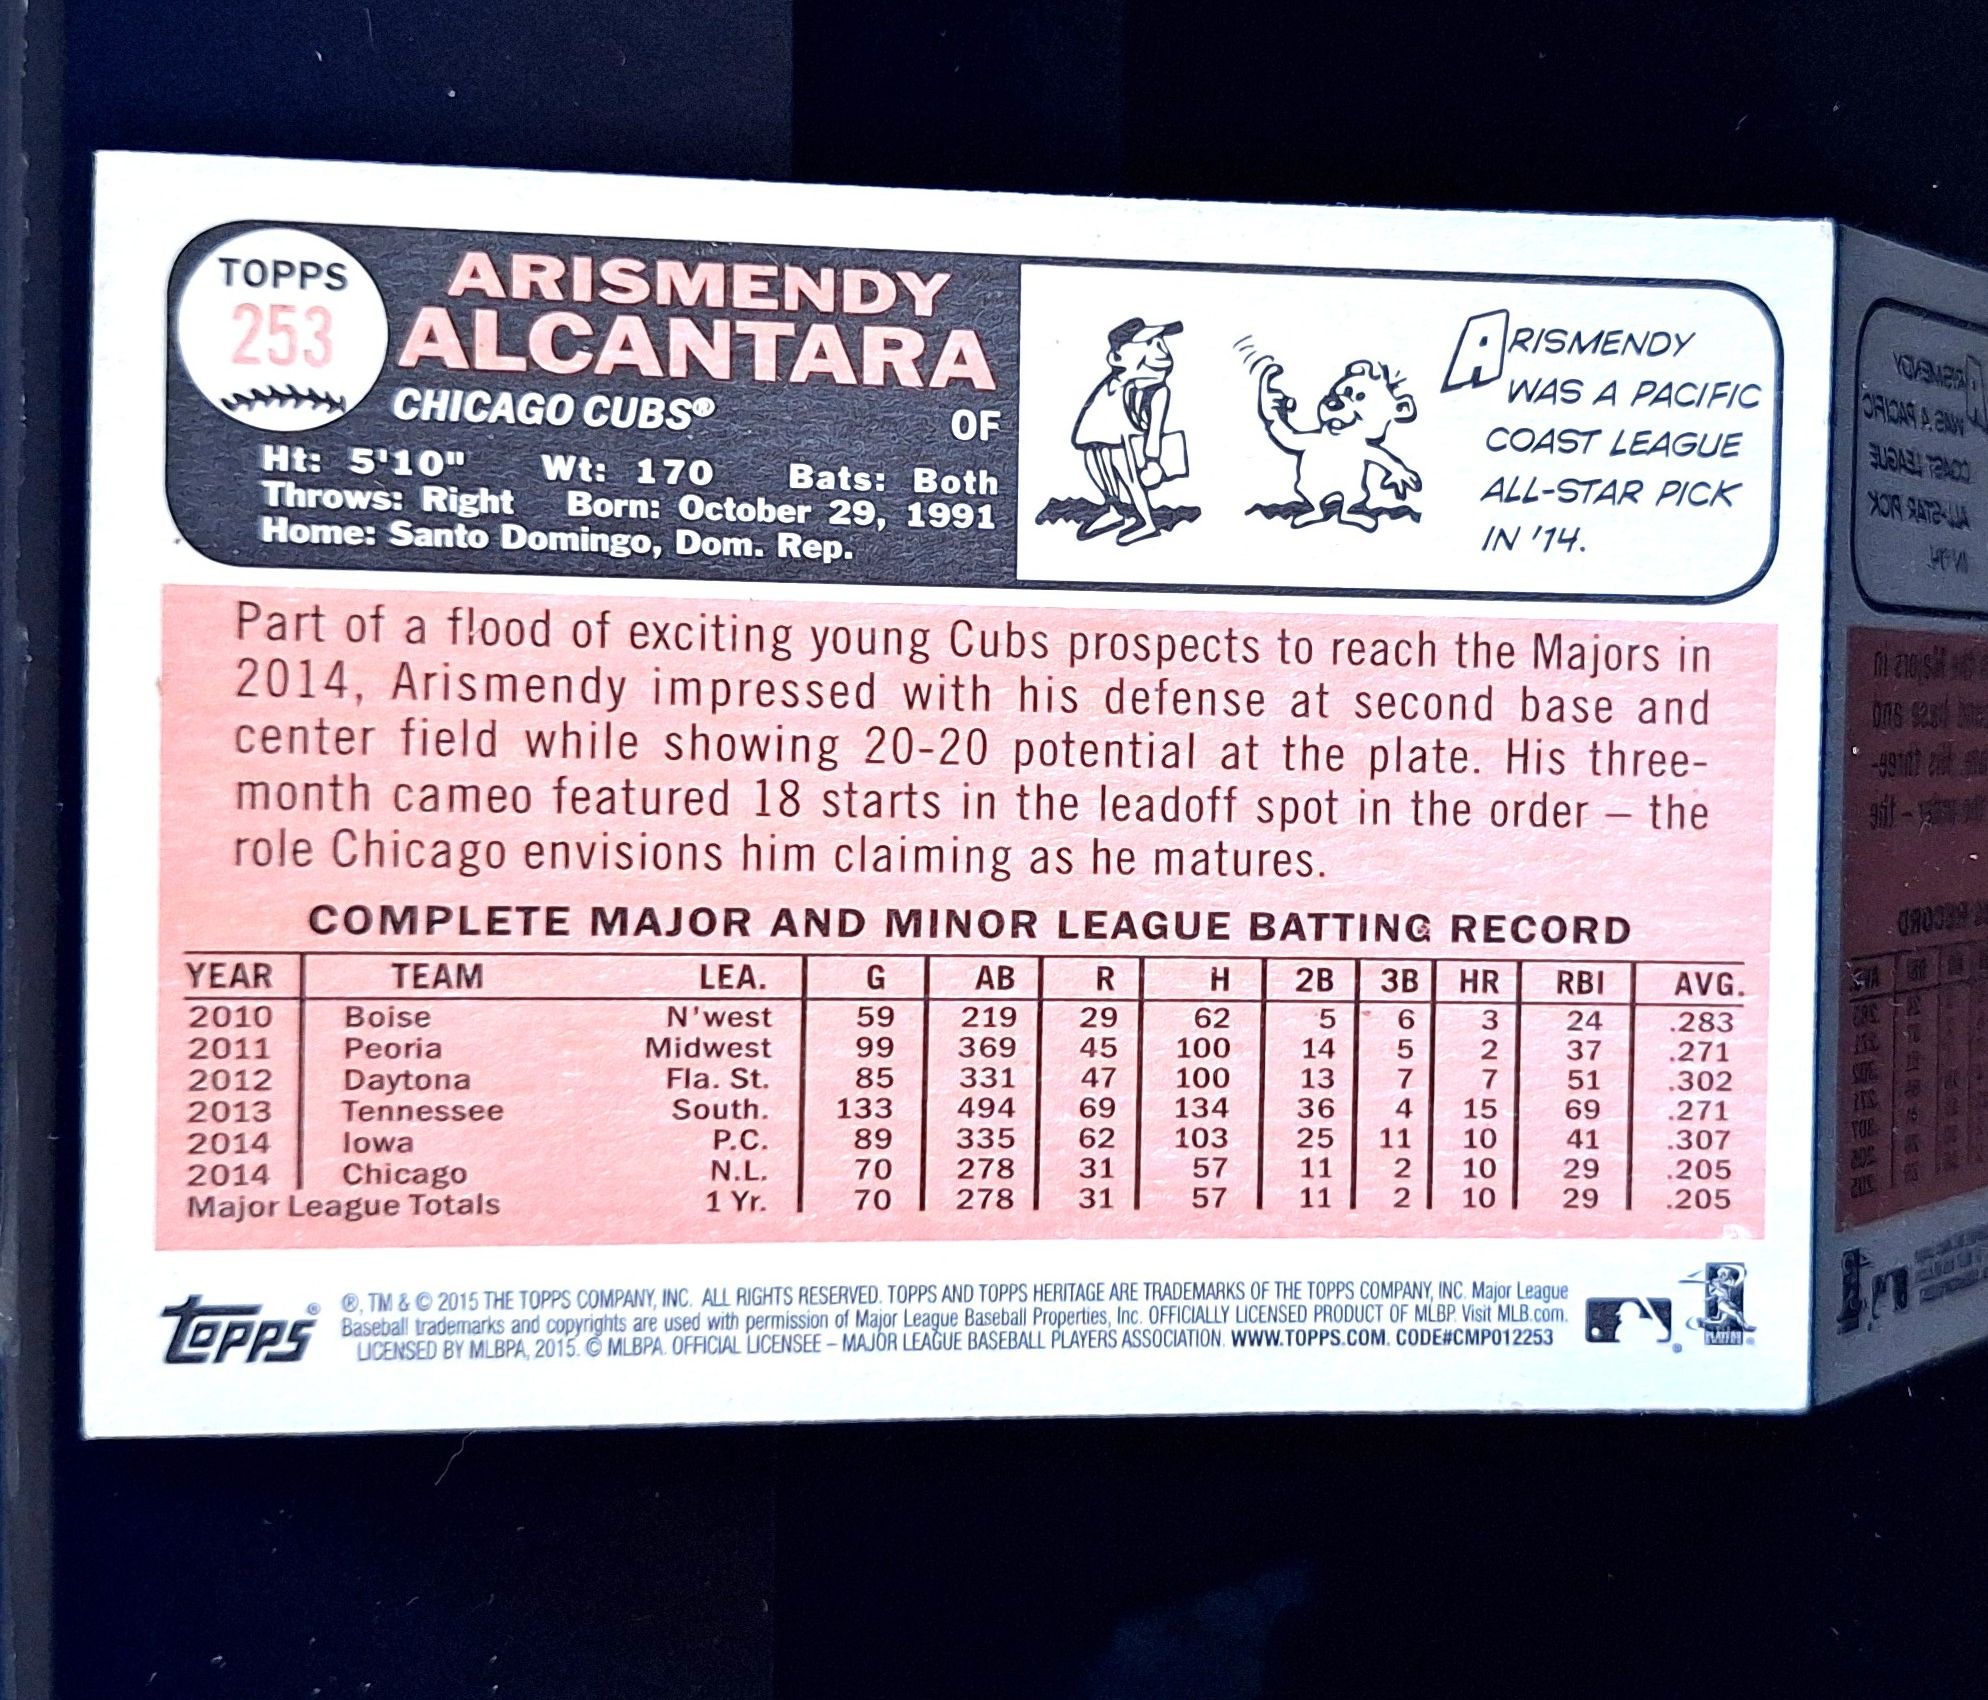 TOPPS
253
ARISMENDY
ALCANTARA
CHICAGO CUBS® OF
Ht: 5'10" Wt: 170 Bats: Both
Throws: Right Born: October 29, 1991
Home: Santo Domingo, Dom. Rep.
ARISMENDY
WAS A PACIFIC
COAST LEAGUE
ALL-STAR PICK
IN '14.
Part of a flood of exciting young Cubs prospects to reach the Majors in
2014, Arismendy impressed with his defense at second base and
center field while showing 20-20 potential at the plate. His three-
month cameo featured 18 starts in the leadoff spot in the order – the
role Chicago envisions him claiming as he matures.
COMPLETE MAJOR AND MINOR LEAGUE BATTING RECORD
YEAR TEAM LEA. G AB R H 2B 3B HR RBI AVG.
2010 Boise N'west 59 219 29 62 5 6 3 24 .283
2011 Peoria Midwest 99 369 45 100 14 5 2 37 .271
2012 Daytona Fla. St. 85 331 47 100 13 7 7 51 .302
2013 Tennessee South. 133 494 69 134 36 4 15 69 .271
2014 Iowa P.C. 89 335 62 103 25 11 10 41 .307
2014 Chicago N.L. 70 278 31 57 11 2 10 29 .205
Major League Totals 1 Yr. 70 278 31 57 11 2 10 29 .205
Topps®
®, TM & © 2015 THE TOPPS COMPANY, INC. ALL RIGHTS RESERVED. TOPPS AND TOPPS HERITAGE ARE TRADEMARKS OF THE TOPPS COMPANY, INC. Major League
Baseball trademarks and copyrights are used with permission of Major League Baseball Properties, Inc. OFFICIALLY LICENSED PRODUCT OF MLBP. Visit MLB.com.
LICENSED BY MLBPA, 2015. © MLBPA. OFFICIAL LICENSEE – MAJOR LEAGUE BASEBALL PLAYERS ASSOCIATION. WWW.TOPPS.COM. CODE#CMP012253